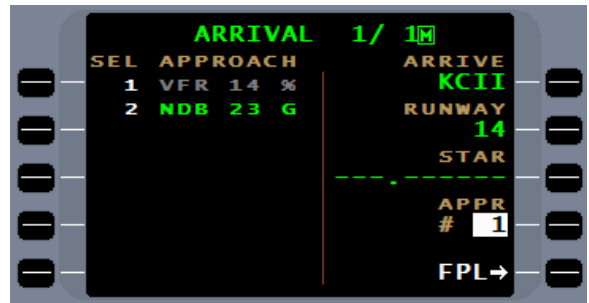 ARRIVAL 1/ 1M
SEL APPROACH ARRIVE
1 VFR 14 % KCII
2 NDB 23 G RUNWAY
14
STAR
---.------
APPR
# 1
FPL→